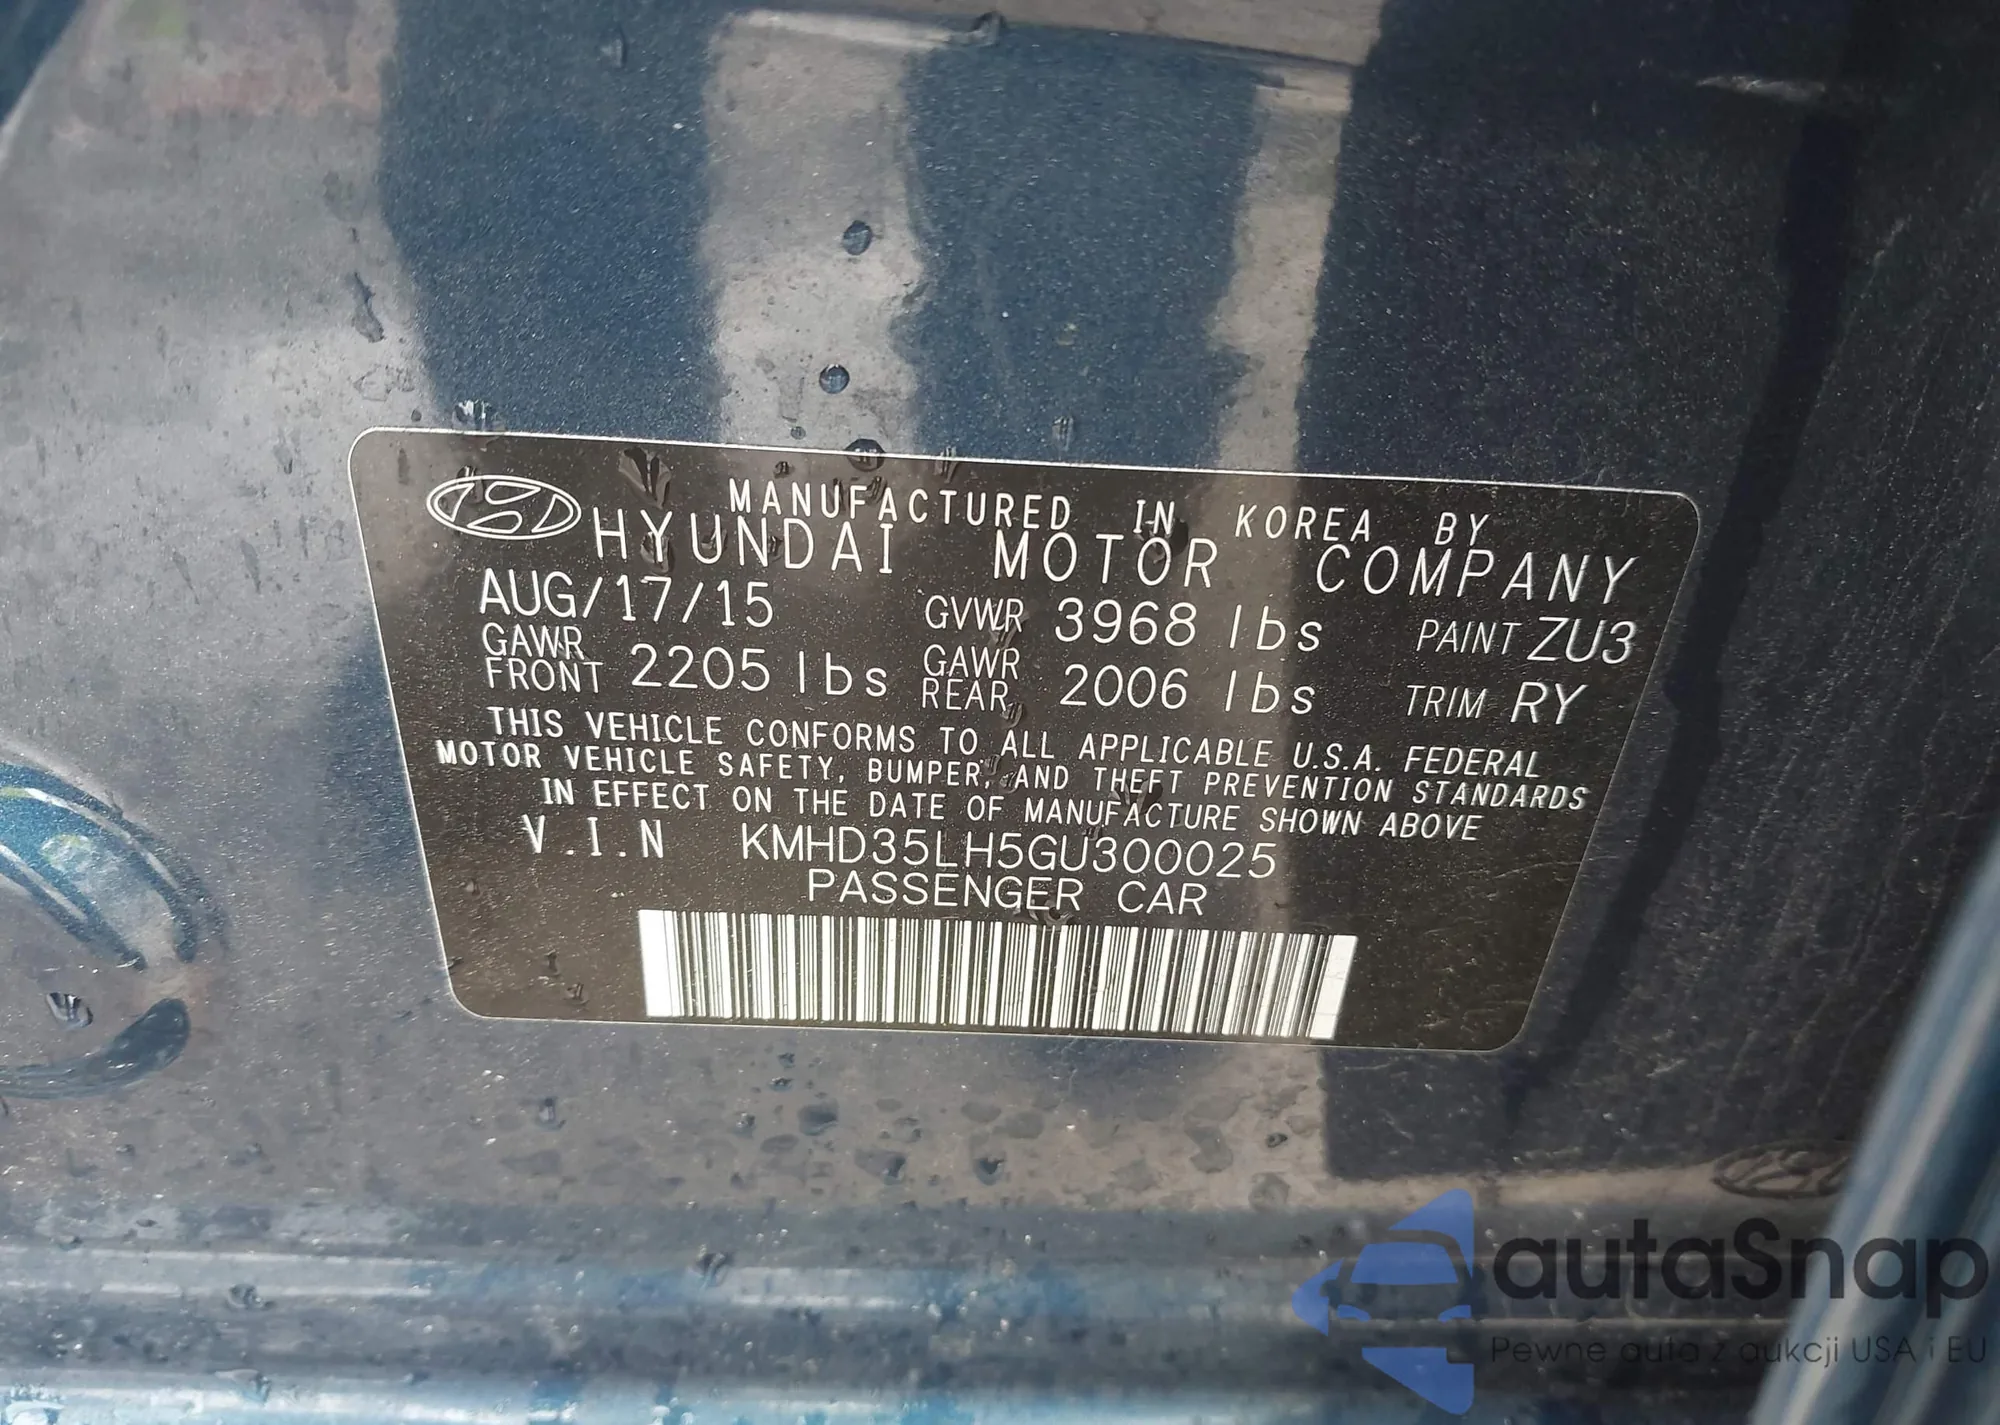 MANUFACTURED IN KOREA BY
HYUNDAI MOTOR COMPANY
AUG/17/15 GVWR 3968 lbs PAINT ZU3
GAWR FRONT 2205 lbs GAWR REAR 2006 lbs TRIM RY
THIS VEHICLE CONFORMS TO ALL APPLICABLE U.S.A. FEDERAL
MOTOR VEHICLE SAFETY, BUMPER, AND THEFT PREVENTION STANDARDS
IN EFFECT ON THE DATE OF MANUFACTURE SHOWN ABOVE
V.I.N KMHD35LH5GU300025
PASSENGER CAR
autaSnap
Pewne auta z aukcji USA i EU